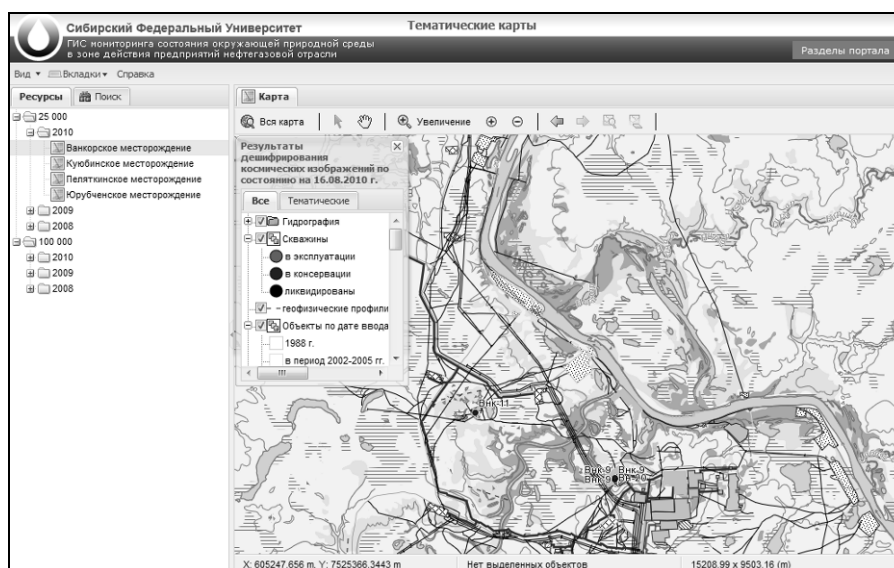 Сибирский Федеральный Университет
Тематические карты
ГИС мониторинга состояния окружающей природной среды
в зоне действия предприятий нефтегазовой отрасли
Разделы портала
Вид Вкладки Справка
Ресурсы Поиск
25 000
2010
Ванкорское месторождение
Куюбинское месторождение
Пеляткинское месторождение
Юрубченское месторождение
2009
2008
100 000
2010
2009
2008
Карта
Вся карта Увеличение
Результаты
дешифрирования
космических изображений по
состоянию на 16.08.2010 г.
Все Тематические
Гидрография
Скважины
в эксплуатации
в консервации
ликвидированы
геофизические профили
Объекты по дате ввода
1988 г.
в период 2002-2005 гг.
Внк-11
Внк-9 Внк-9
Внк-9
X: 605247.656 m, Y: 7525366.3443 m
Нет выделенных объектов
15208.99 x 9503.16 (m)